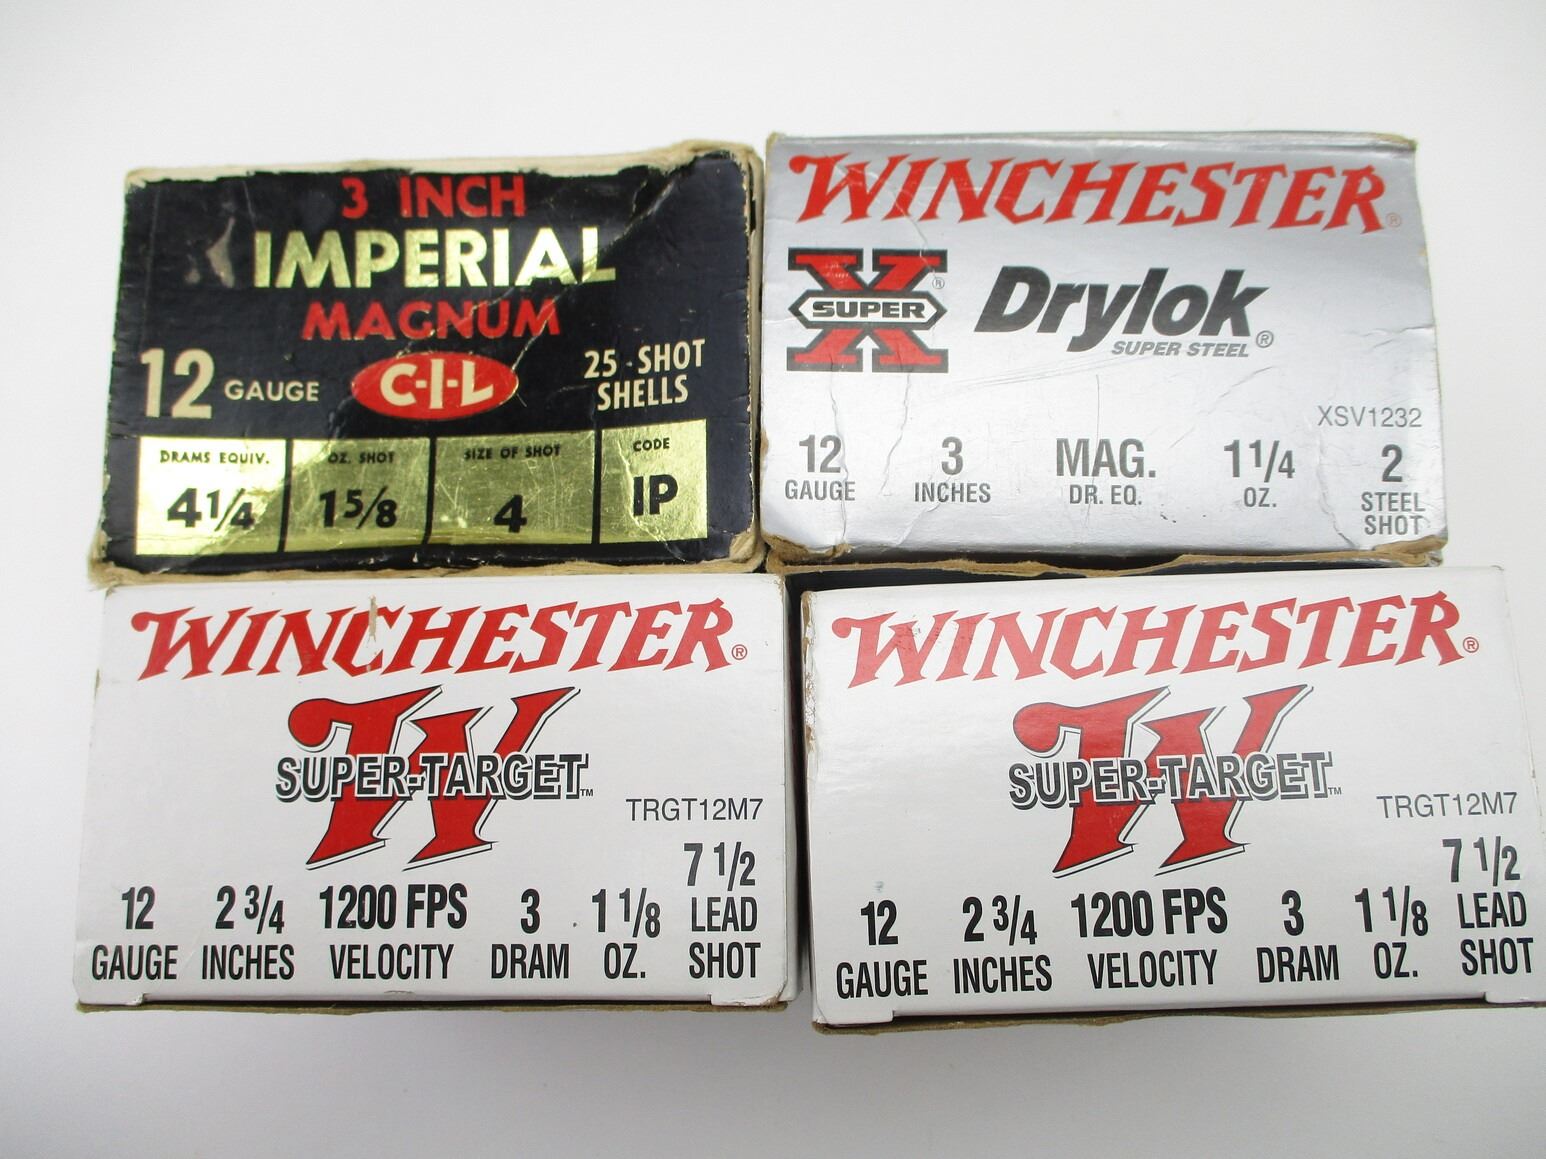 3 INCH
IMPERIAL
MAGNUM
12 GAUGE
C-I-L
25 - SHOT
SHELLS
DRAMS EQUIV. OZ. SHOT SIZE OF SHOT CODE
4 1/4 1 5/8 4 IP
WINCHESTER®
SUPER X® Drylok®
SUPER STEEL
XSV1232
12 3 MAG. 1 1/4 2
GAUGE INCHES DR. EQ. OZ. STEEL
SHOT
WINCHESTER®
W
SUPER-TARGET™
TRGT12M7
12 2 3/4 1200 FPS 3 1 1/8 7 1/2
GAUGE INCHES VELOCITY DRAM OZ. LEAD
SHOT
WINCHESTER®
W
SUPER-TARGET™
TRGT12M7
12 2 3/4 1200 FPS 3 1 1/8 7 1/2
GAUGE INCHES VELOCITY DRAM OZ. LEAD
SHOT